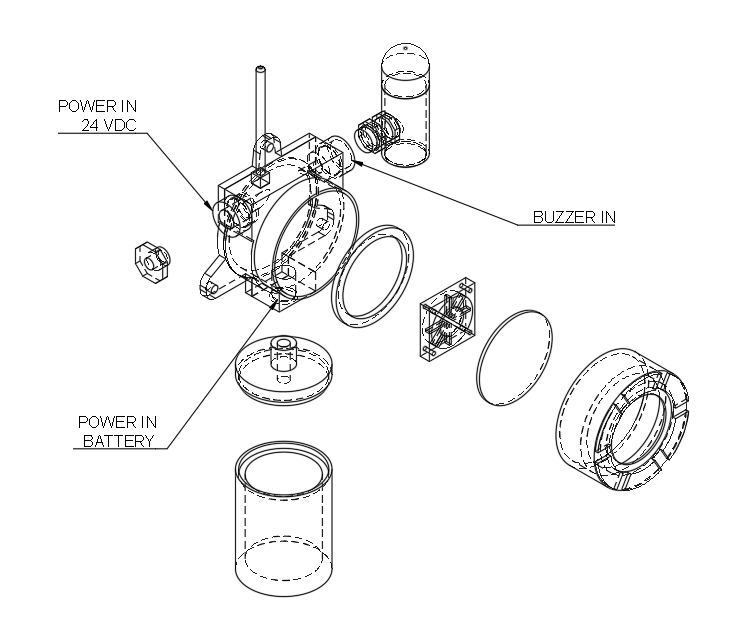 POWER IN
24 VDC
BUZZER IN
POWER IN
BATTERY